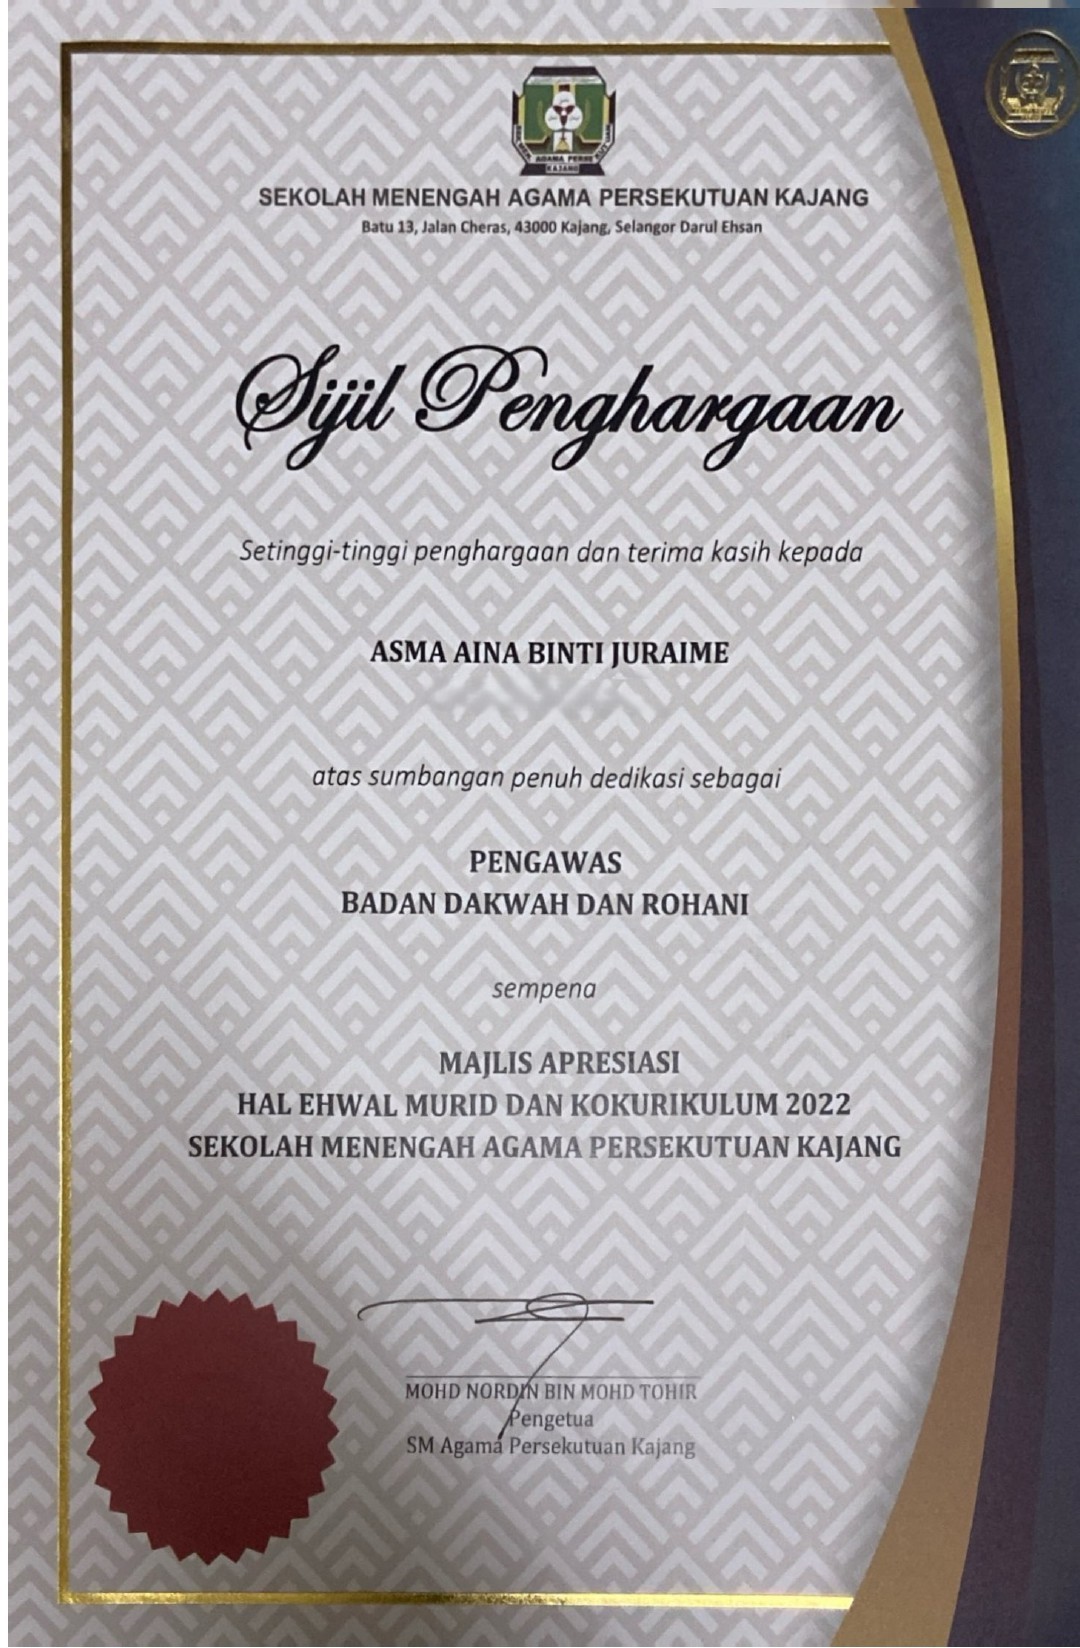 KAJANG
SEKOLAH MENENGAH AGAMA PERSEKUTUAN KAJANG
Batu 13, Jalan Cheras, 43000 Kajang, Selangor Darul Ehsan
Sijil Penghargaan
Setinggi-tinggi penghargaan dan terima kasih kepada
ASMA AINA BINTI JURAIME
atas sumbangan penuh dedikasi sebagai
PENGAWAS
BADAN DAKWAH DAN ROHANI
sempena
MAJLIS APRESIASI
HAL EHWAL MURID DAN KOKURIKULUM 2022
SEKOLAH MENENGAH AGAMA PERSEKUTUAN KAJANG
MOHD NORDIN BIN MOHD TOHIR
Pengetua
SM Agama Persekutuan Kajang